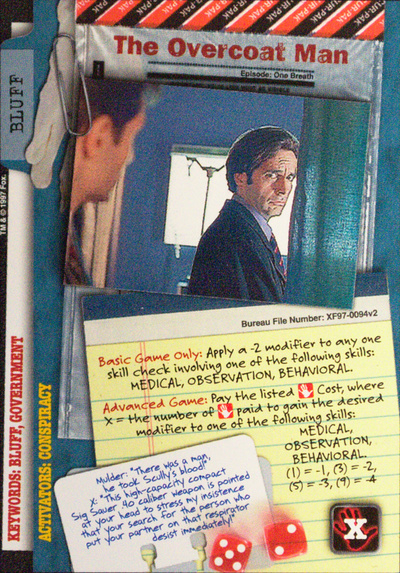 UR-PAK CUR-PAK CUR-PAK
The Overcoat Man
Episode: One Breath
BLUFF
TM & © 1997 Fox.
KEYWORDS: BLUFF, GOVERNMENT
ACTIVATORS: CONSPIRACY
Bureau File Number: XF97-0094v2
Basic Game Only: Apply a -2 modifier to any one
skill check involving one of the following skills:
MEDICAL, OBSERVATION, BEHAVIORAL.
Advanced Game: Pay the listed Cost, where
X = the number of paid to gain the desired
modifier to one of the following skills:
MEDICAL,
OBSERVATION,
BEHAVIORAL.
(1) = -1, (3) = -2,
(5) = -3, (9) = -4
Mulder: "There was a man,
he took Scully's blood!"
X: "This high-capacity compact
Sig Sauer .40 caliber weapon is pointed
at your head to stress my insistence
that your search for the person who
put your partner on that respirator
desist immediately!"
X